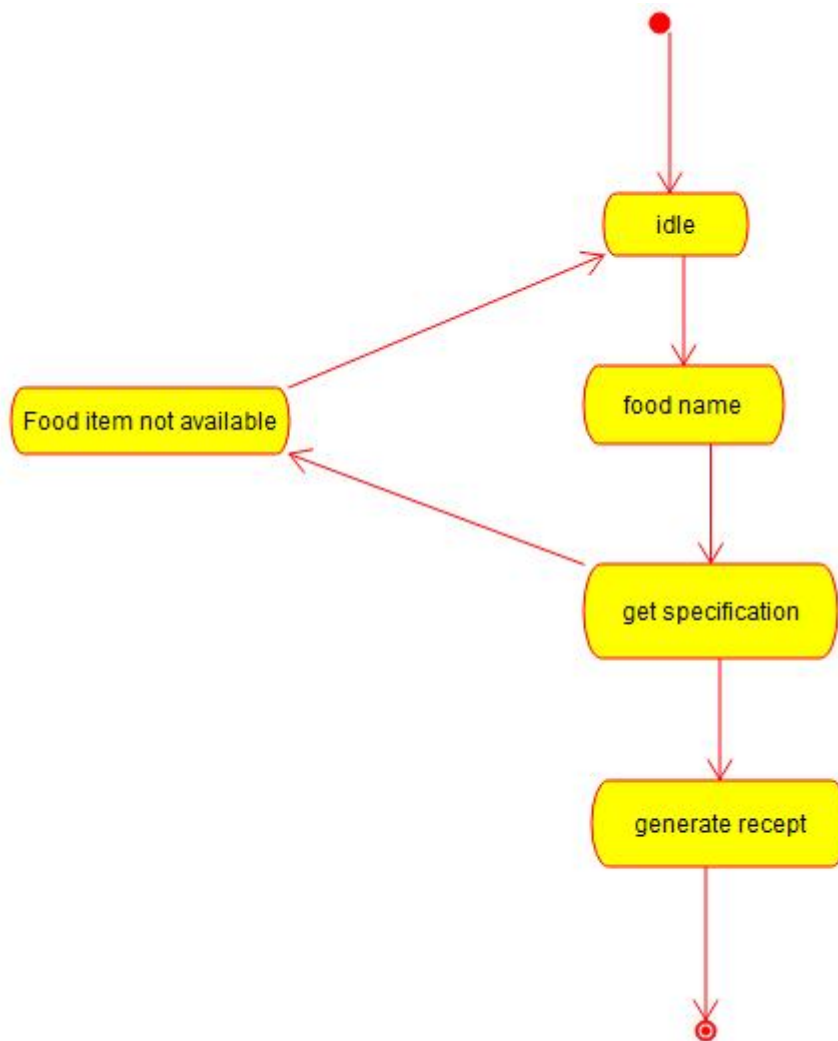 idle
food name
Food item not available
get specification
generate recept